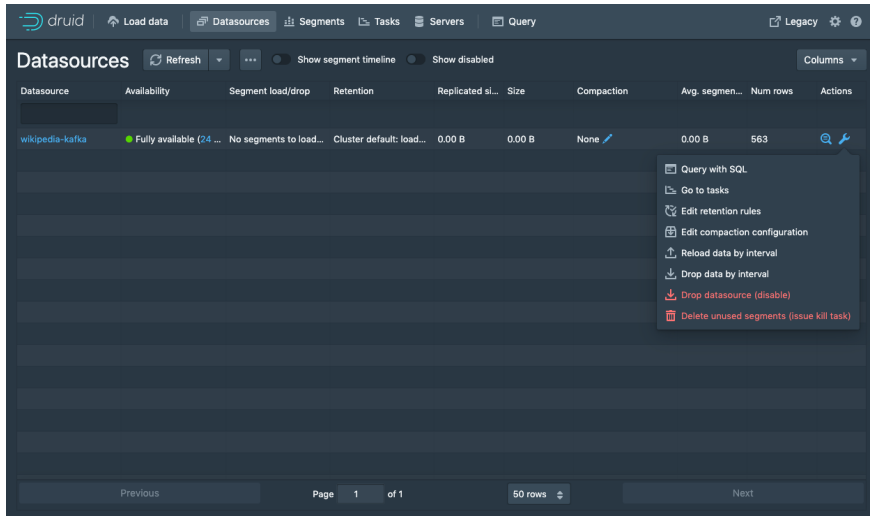 druid Load data Datasources Segments Tasks Servers Query Legacy
Datasources Refresh Show segment timeline Show disabled Columns
Datasource Availability Segment load/drop Retention Replicated si... Size Compaction Avg. segmen... Num rows Actions
wikipedia-kafka Fully available (24 ... No segments to load... Cluster default: load... 0.00 B 0.00 B None 0.00 B 563
Query with SQL
Go to tasks
Edit retention rules
Edit compaction configuration
Reload data by interval
Drop data by interval
Drop datasource (disable)
Delete unused segments (issue kill task)
Previous Page 1 of 1 50 rows Next